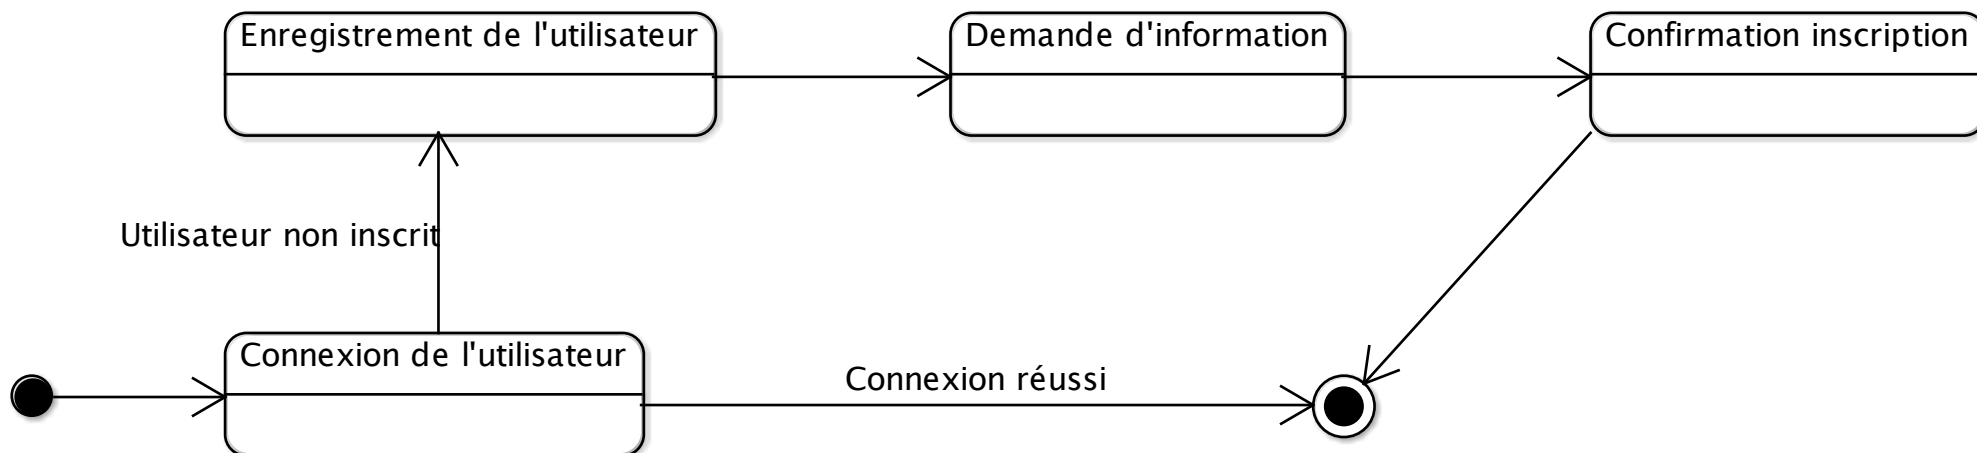 Enregistrement de l'utilisateur
Demande d'information
Confirmation inscription
Utilisateur non inscrit
Connexion de l'utilisateur
Connexion réussi